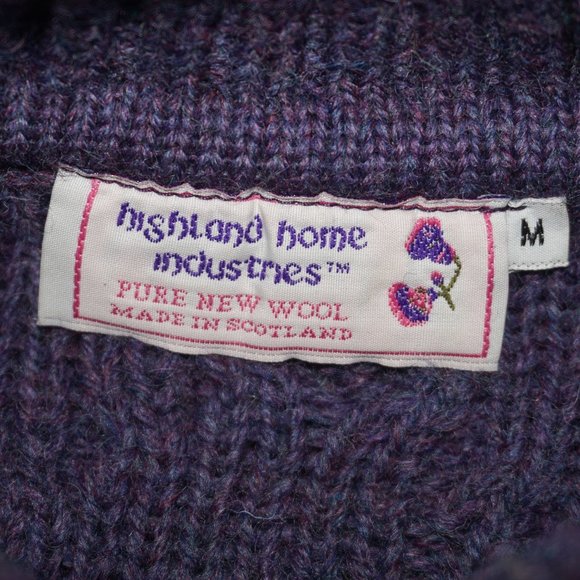 highland home
industries™
PURE NEW WOOL
MADE IN SCOTLAND
M